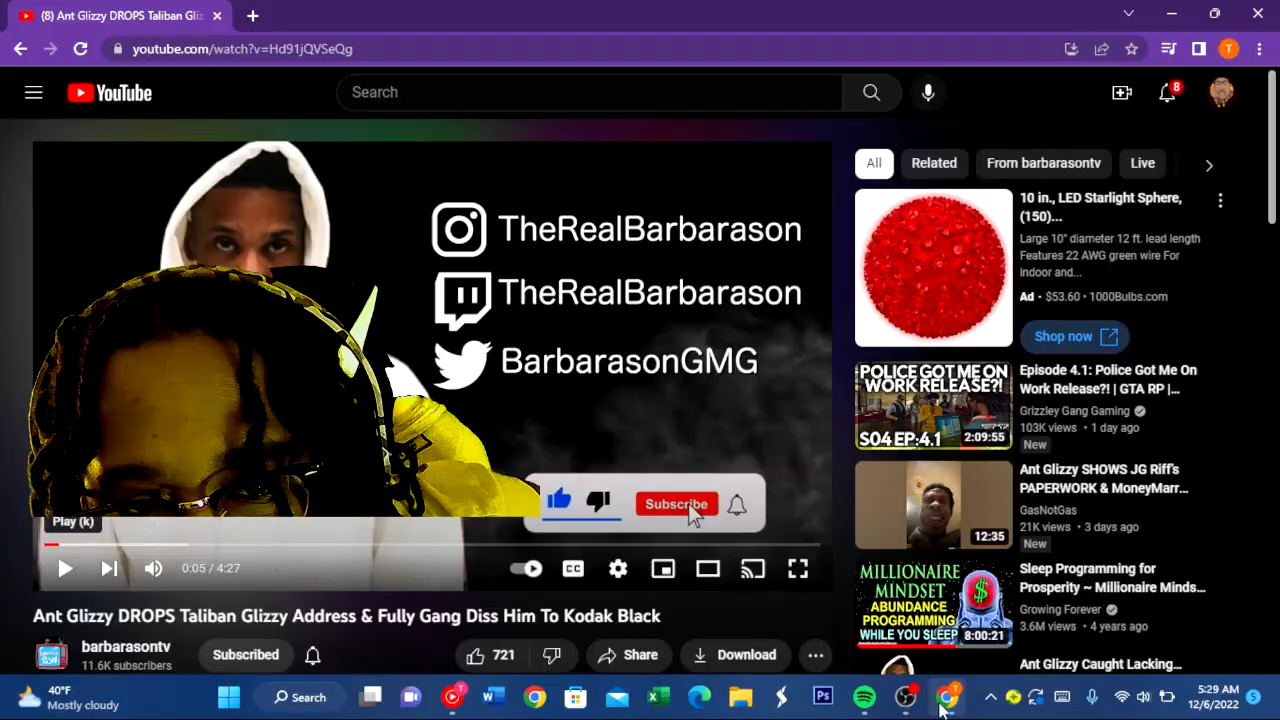 (8) Ant Glizzy DROPS Taliban Gliz
youtube.com/watch?v=Hd91jQVSeQg
T
YouTube
Search
8
All
Related
From barbarasontv
Live
TheRealBarbarason
TheRealBarbarason
BarbarasonGMG
Subscribe
Play (k)
0:05 / 4:27
CC
Ant Glizzy DROPS Taliban Glizzy Address & Fully Gang Diss Him To Kodak Black
barbarasontv
11.6K subscribers
Subscribed
721
Share
Download
10 in., LED Starlight Sphere,
(150)...
Large 10" diameter 12 ft. lead length
Features 22 AWG green wire For
indoor and...
Ad • $53.60 • 1000Bulbs.com
Shop now
POLICE GOT ME ON
WORK RELEASE?!
S04 EP:4.1
2:09:55
Episode 4.1: Police Got Me On
Work Release?! | GTA RP |...
Grizzley Gang Gaming
103K views • 1 day ago
New
12:35
Ant Glizzy SHOWS JG Riff's
PAPERWORK & MoneyMarr...
GasNotGas
21K views • 3 days ago
New
MILLIONAIRE
MINDSET
ABUNDANCE
PROGRAMMING
WHILE YOU SLEEP
$
8:00:21
Sleep Programming for
Prosperity ~ Millionaire Minds...
Growing Forever
3.6M views • 4 years ago
Ant Glizzy Caught Lacking...
40°F
Mostly cloudy
Search
Ps
5:29 AM
12/6/2022
5